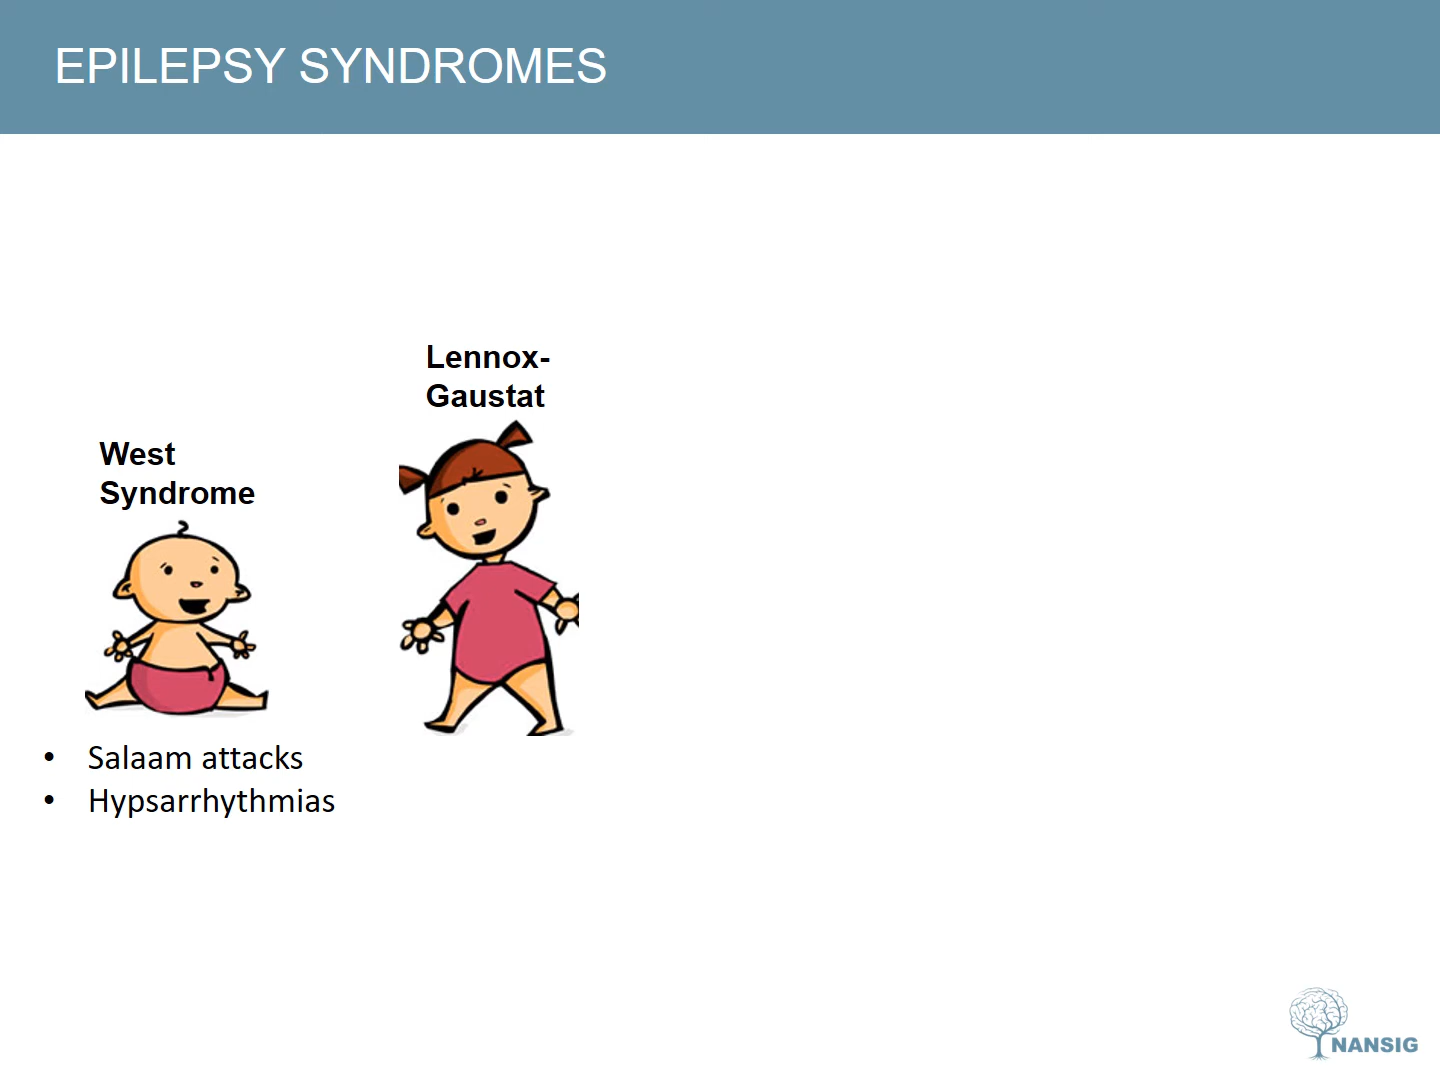 EPILEPSY SYNDROMES
Lennox-
Gaustat
West
Syndrome
• Salaam attacks
• Hypsarrhythmias
NANSIG